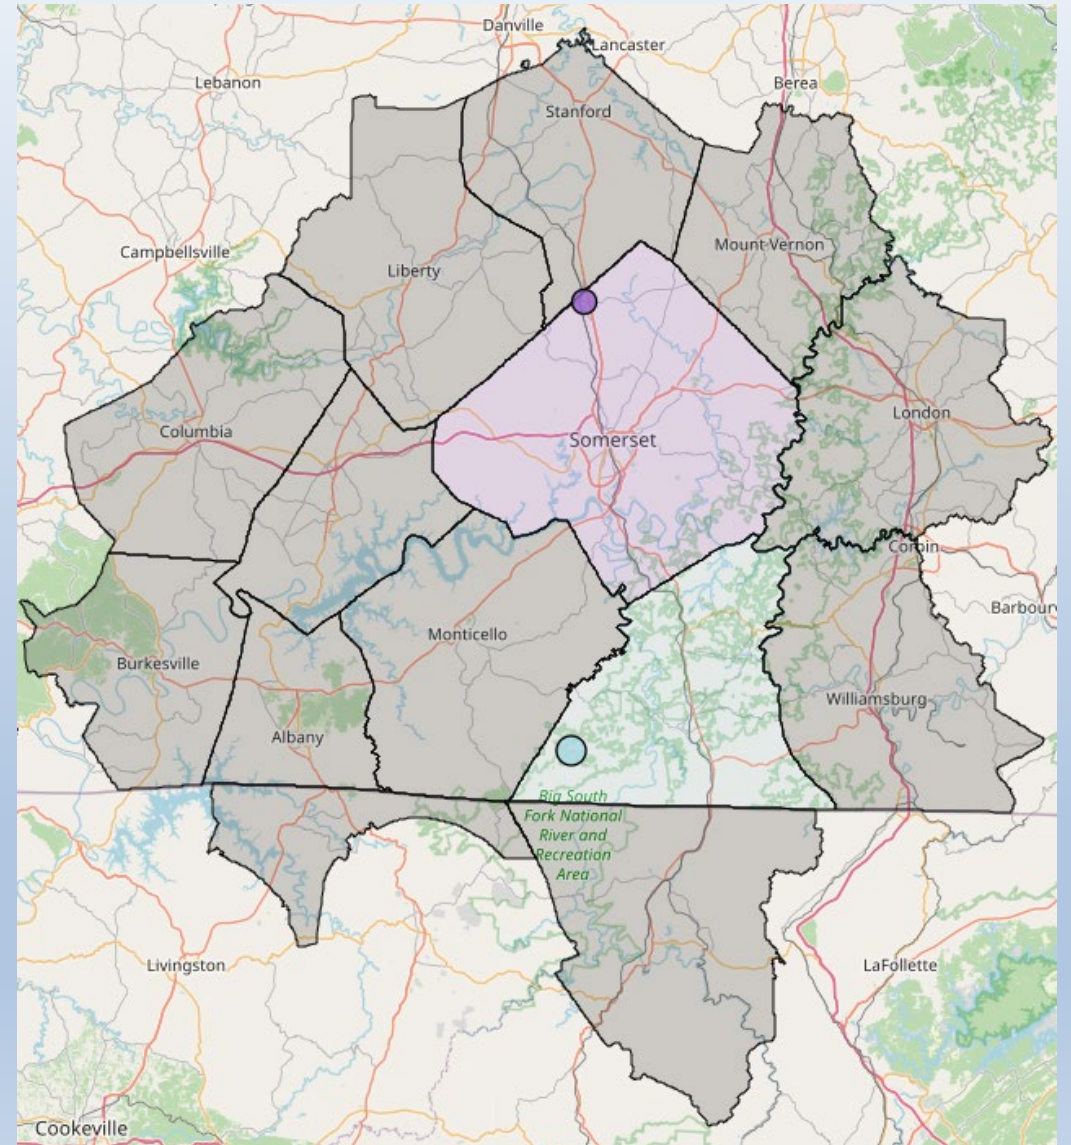 Danville
Lancaster
Lebanon
Berea
Stanford
Campbellsville
Mount Vernon
Liberty
London
Columbia
Somerset
Corbin
Barbour
Monticello
Burkesville
Williamsburg
Albany
Big South
Fork National
River and
Recreation
Area
Livingston
LaFollette
Cookeville